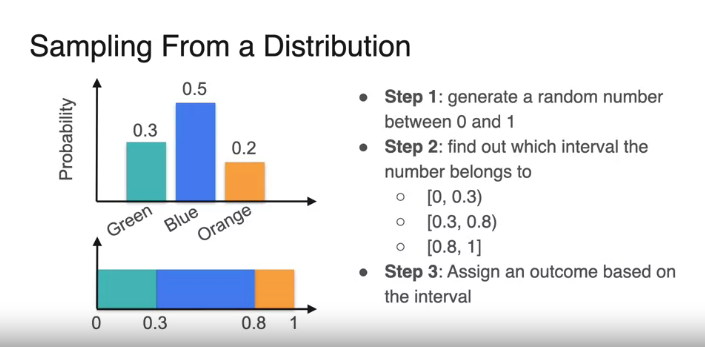 Sampling From a Distribution
Probability
0.3
0.5
0.2
Green
Blue
Orange
0
0.3
0.8
1
● Step 1: generate a random number
between 0 and 1
● Step 2: find out which interval the
number belongs to
○ [0, 0.3)
○ [0.3, 0.8)
○ [0.8, 1]
● Step 3: Assign an outcome based on
the interval